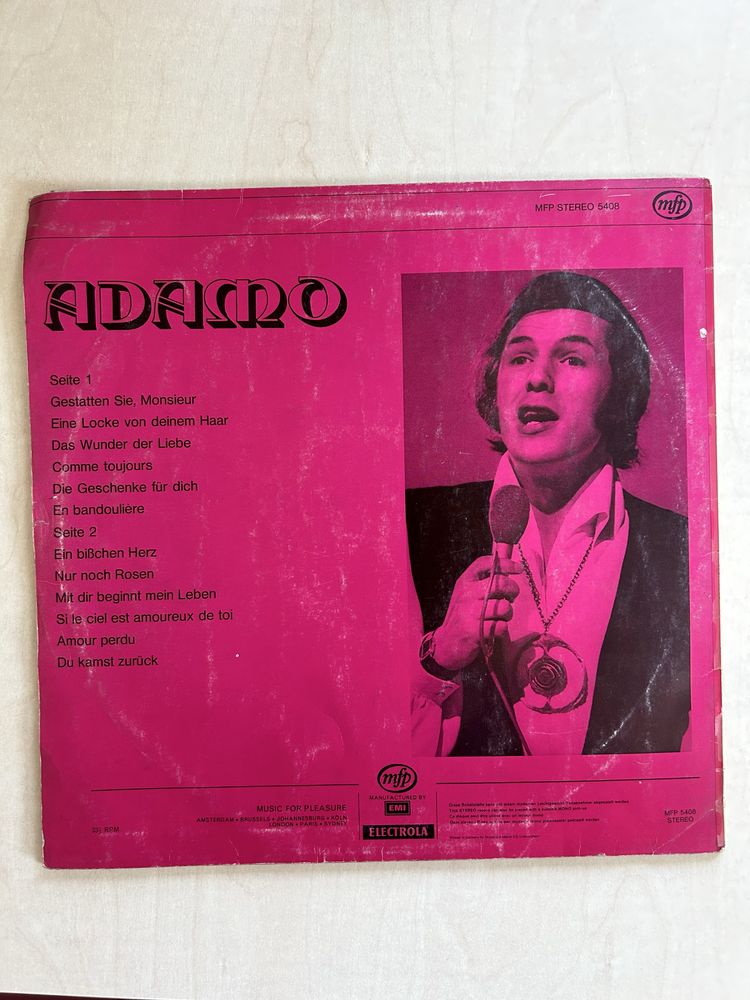 MFP STEREO 5408
mfp
ADAMO
Seite 1
Gestatten Sie, Monsieur
Eine Locke von deinem Haar
Das Wunder der Liebe
Comme toujours
Die Geschenke für dich
En bandoulière
Seite 2
Ein bißchen Herz
Nur noch Rosen
Mit dir beginnt mein Leben
Si le ciel est amoureux de toi
Amour perdu
Du kamst zurück
mfp
MANUFACTURED BY
EMI
ELECTROLA
MUSIC FOR PLEASURE
AMSTERDAM • BRUSSELS • JOHANNESBURG • KÖLN
LONDON • PARIS • SYDNEY
33⅓ RPM
MFP 5408
STEREO